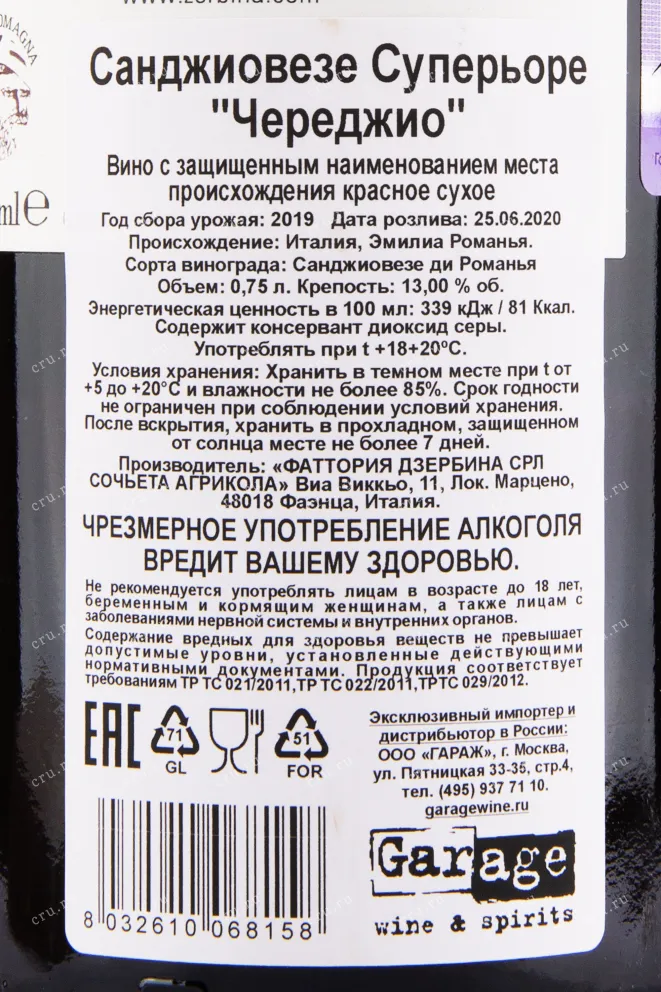 www.zerbina.com
ROMAGNA
mle
Санджиовезе Суперьоре
"Череджио"
Вино с защищенным наименованием места
происхождения красное сухое
Год сбора урожая: 2019 Дата розлива: 25.06.2020
Происхождение: Италия, Эмилиа Романья.
Сорта винограда: Санджиовезе ди Романья
Объем: 0,75 л. Крепость: 13,00 % об.
Энергетическая ценность в 100 мл: 339 кДж / 81 Ккал.
Содержит консервант диоксид серы.
Употреблять при t +18+20ºС.
Условия хранения: Хранить в темном месте при t от
+5 до +20°С и влажности не более 85%. Срок годности
не ограничен при соблюдении условий хранения.
После вскрытия, хранить в прохладном, защищенном
от солнца месте не более 7 дней.
Производитель: «ФАТТОРИЯ ДЗЕРБИНА СРЛ
СОЧЬЕТА АГРИКОЛА» Виа Виккьо, 11, Лок. Марцено,
48018 Фаэнца, Италия.
ЧРЕЗМЕРНОЕ УПОТРЕБЛЕНИЕ АЛКОГОЛЯ
ВРЕДИТ ВАШЕМУ ЗДОРОВЬЮ.
Не рекомендуется употреблять лицам в возрасте до 18 лет,
беременным и кормящим женщинам, а также лицам с
заболеваниями нервной системы и внутренних органов.
Содержание вредных для здоровья веществ не превышает
допустимые уровни, установленные действующими
нормативными документами. Продукция соответствует
требованиям ТР ТС 021/2011,ТР ТС 022/2011,ТР ТС 029/2012.
EAC
71
GL
51
FOR
Эксклюзивный импортер и
дистрибьютор в России:
ООО «ГАРАЖ», г. Москва,
ул. Пятницкая 33-35, стр.4,
тел. (495) 937 71 10.
garagewine.ru
Garage
wine & spirits
8 032610 068158